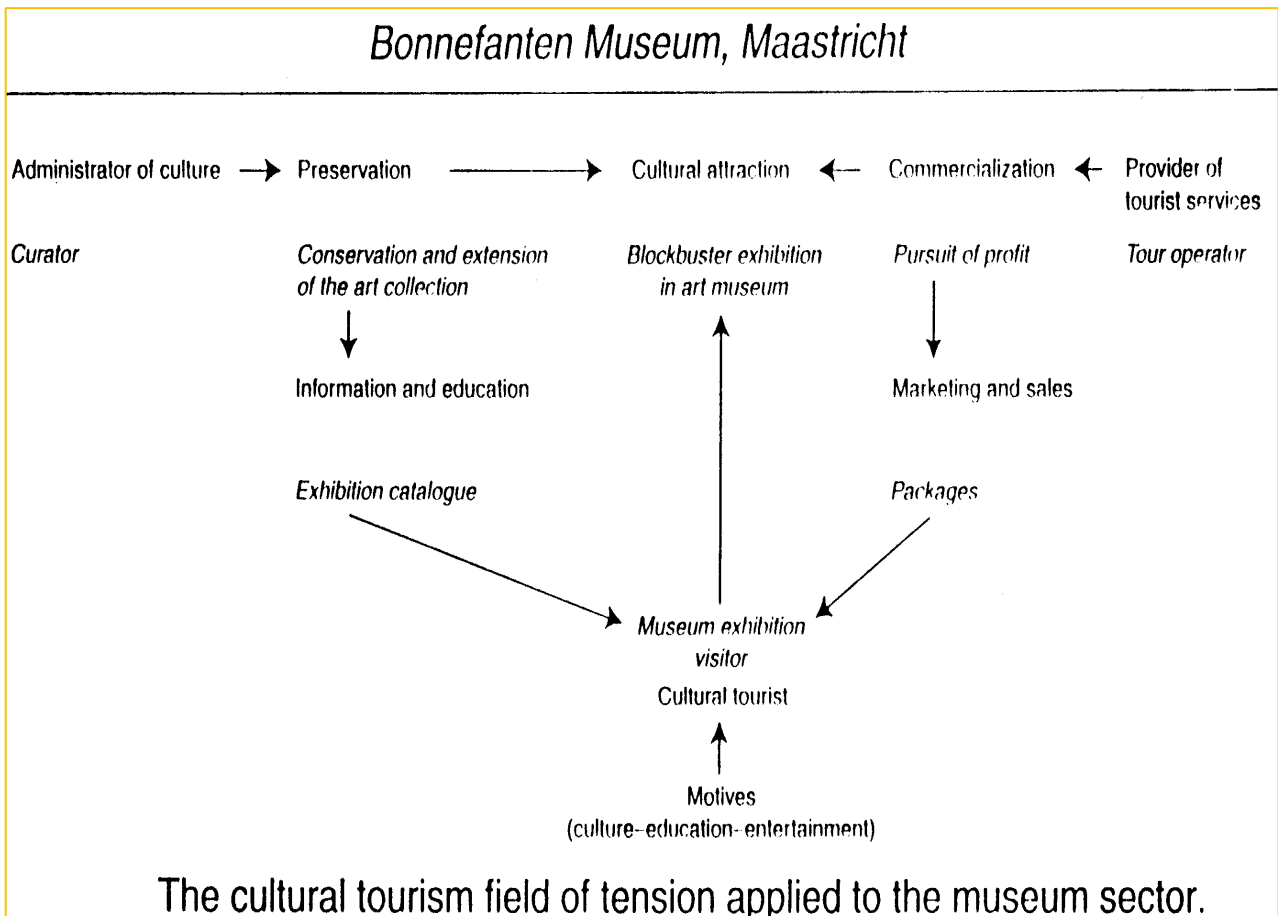 Bonnefanten Museum, Maastricht
Administrator of culture
Preservation
Cultural attraction
Commercialization
Provider of
tourist services
Curator
Conservation and extension
of the art collection
Blockbuster exhibition
in art museum
Pursuit of profit
Tour operator
Information and education
Marketing and sales
Exhibition catalogue
Packages
Museum exhibition
visitor
Cultural tourist
Motives
(culture–education–entertainment)
The cultural tourism field of tension applied to the museum sector.